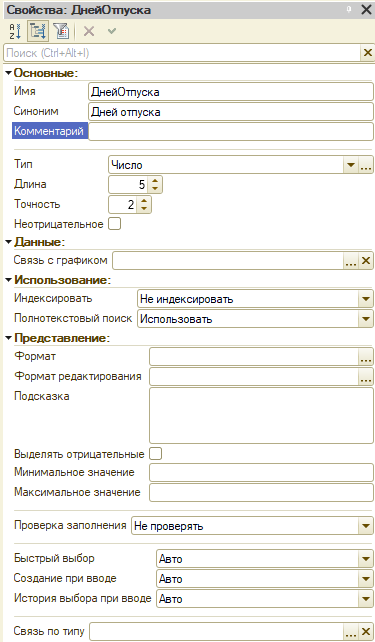 Свойства: ДнейОтпуска
Поиск (Ctrl+Alt+I)
Основные:
Имя ДнейОтпуска
Синоним Дней отпуска
Комментарий
Тип Число
Длина 5
Точность 2
Неотрицательное
Данные:
Связь с графиком
Использование:
Индексировать Не индексировать
Полнотекстовый поиск Использовать
Представление:
Формат
Формат редактирования
Подсказка
Выделять отрицательные
Минимальное значение
Максимальное значение
Проверка заполнения Не проверять
Быстрый выбор Авто
Создание при вводе Авто
История выбора при вводе Авто
Связь по типу